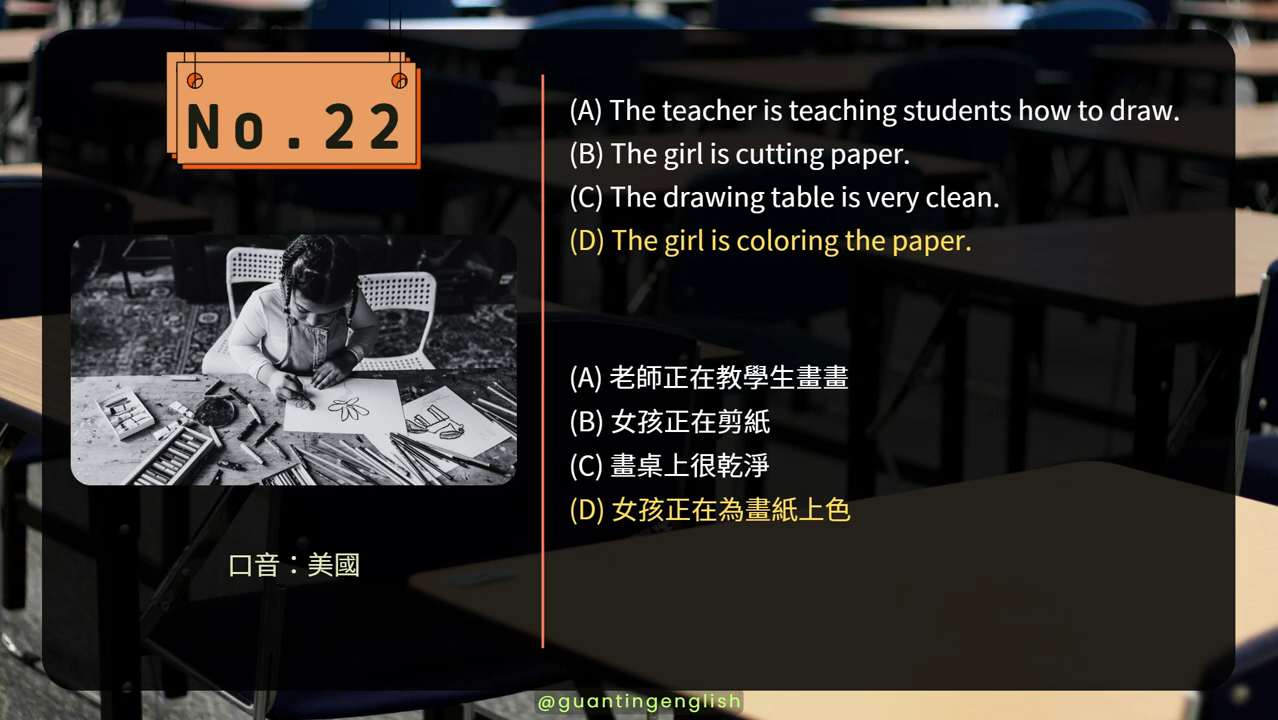 No.22
(A) The teacher is teaching students how to draw.
(B) The girl is cutting paper.
(C) The drawing table is very clean.
(D) The girl is coloring the paper.
(A) 老師正在教學生畫畫
(B) 女孩正在剪紙
(C) 畫桌上很乾淨
(D) 女孩正在為畫紙上色
口音：美國
@guantingenglish